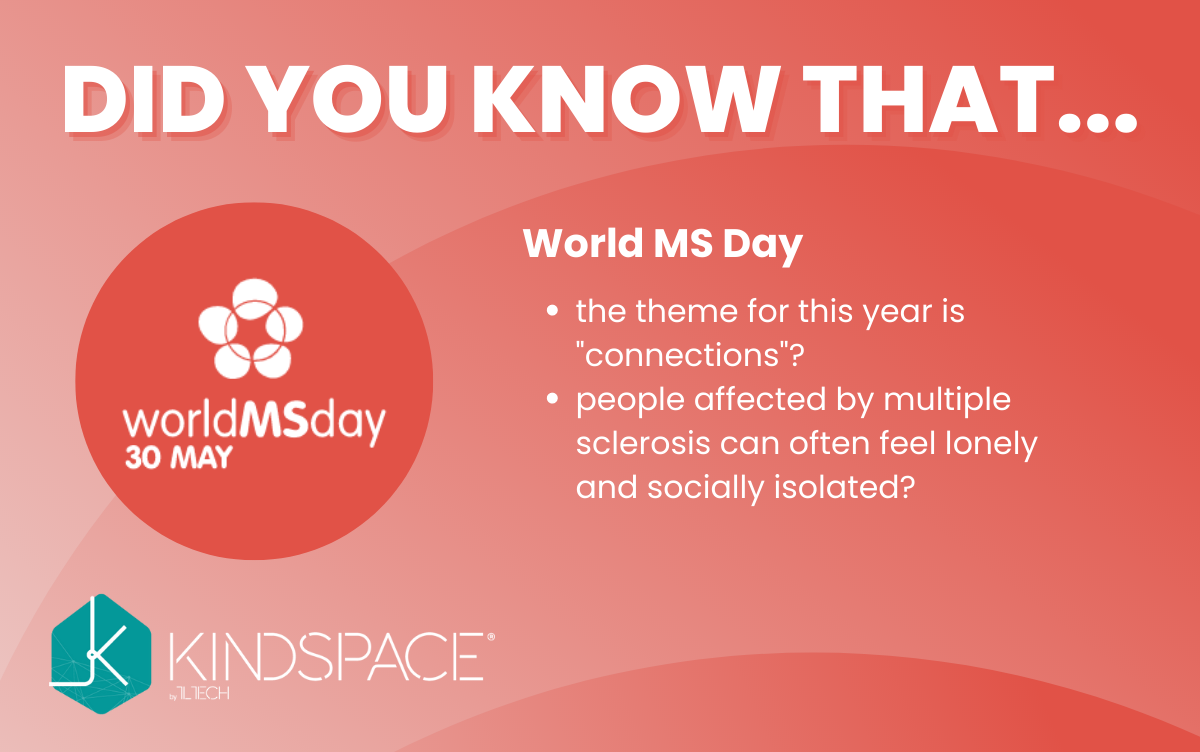 DID YOU KNOW THAT...
World MS Day
• the theme for this year is
"connections"?
• people affected by multiple
sclerosis can often feel lonely
and socially isolated?
worldMSday
30 MAY
KINDSPACE®
by TLTECH